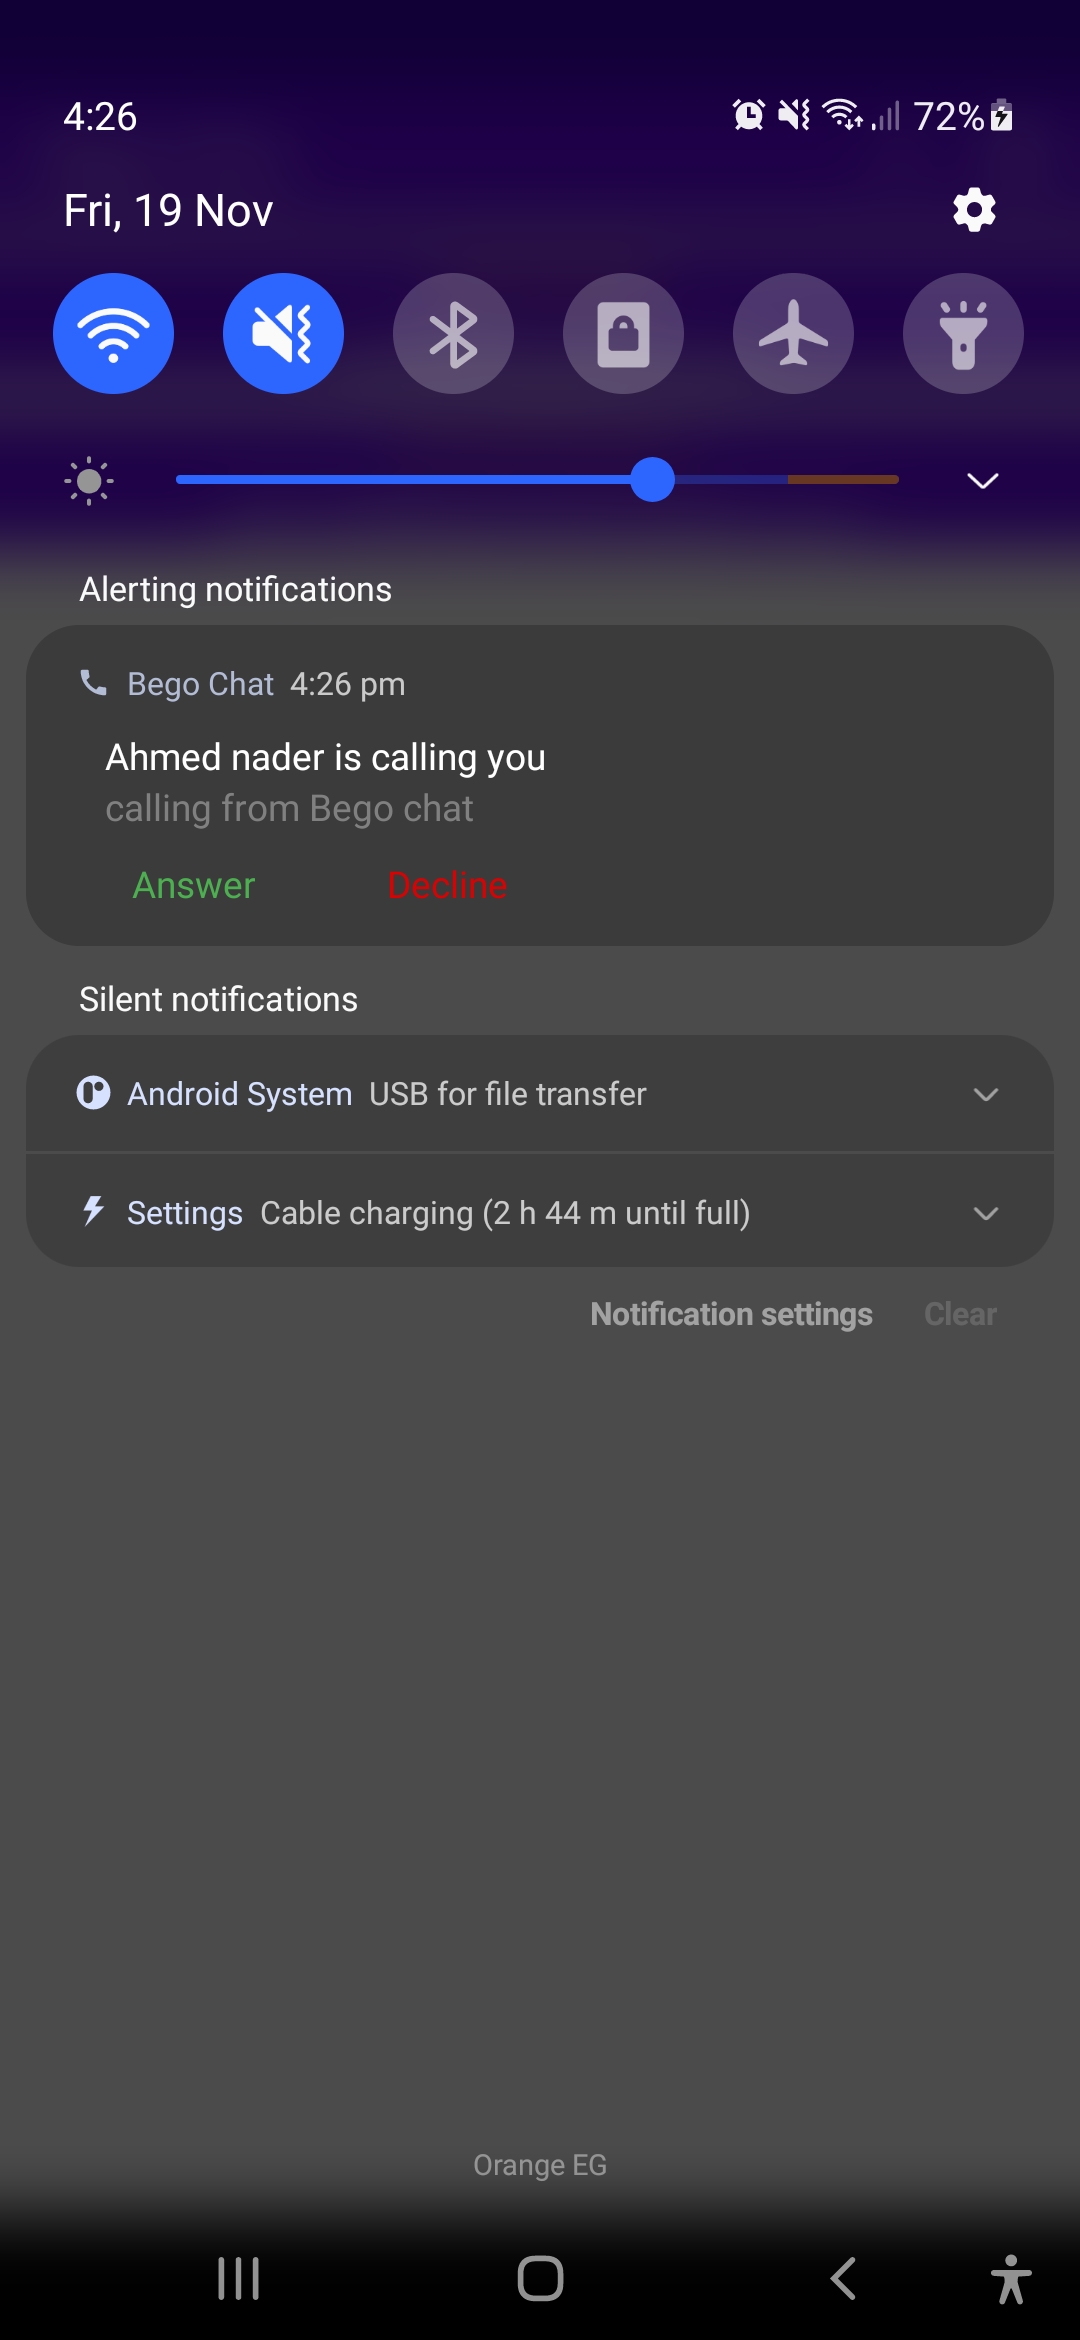 4:26
72%
Fri, 19 Nov
Alerting notifications
Bego Chat 4:26 pm
Ahmed nader is calling you
calling from Bego chat
Answer Decline
Silent notifications
Android System USB for file transfer
Settings Cable charging (2 h 44 m until full)
Notification settings Clear
Orange EG